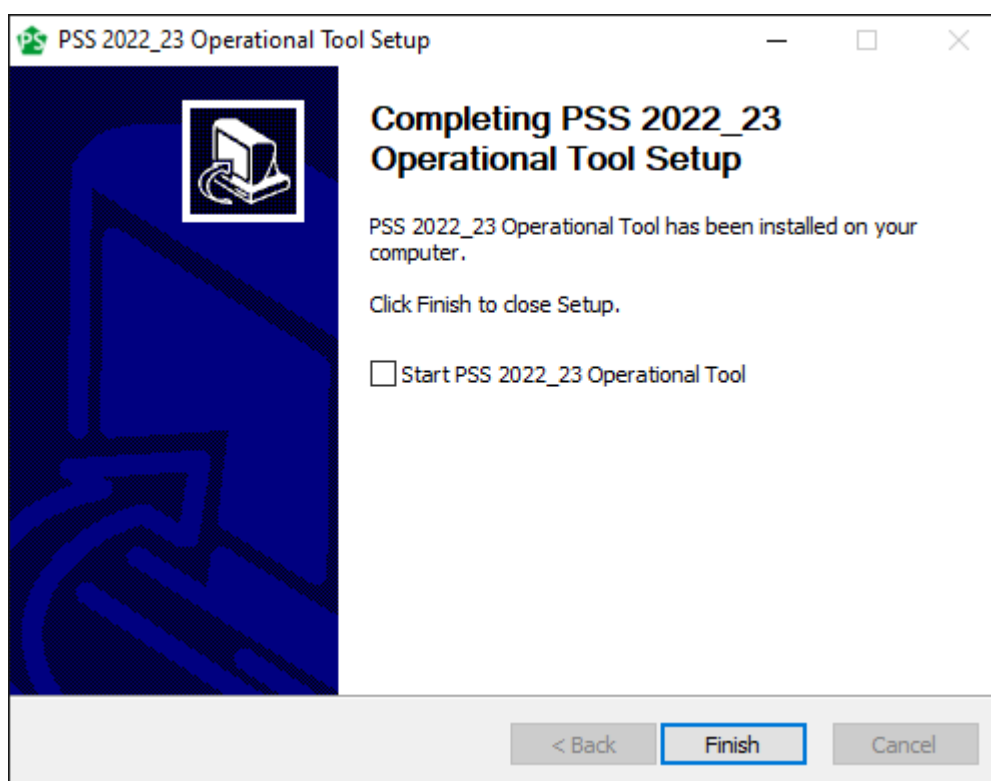 PS PSS 2022_23 Operational Tool Setup
Completing PSS 2022_23
Operational Tool Setup
PSS 2022_23 Operational Tool has been installed on your
computer.
Click Finish to close Setup.
Start PSS 2022_23 Operational Tool
< Back Finish Cancel